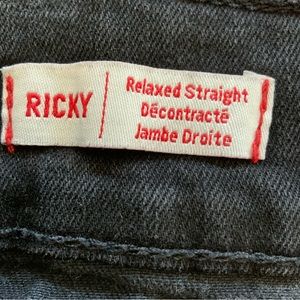 RICKY
Relaxed Straight
Décontracté
Jambe Droite